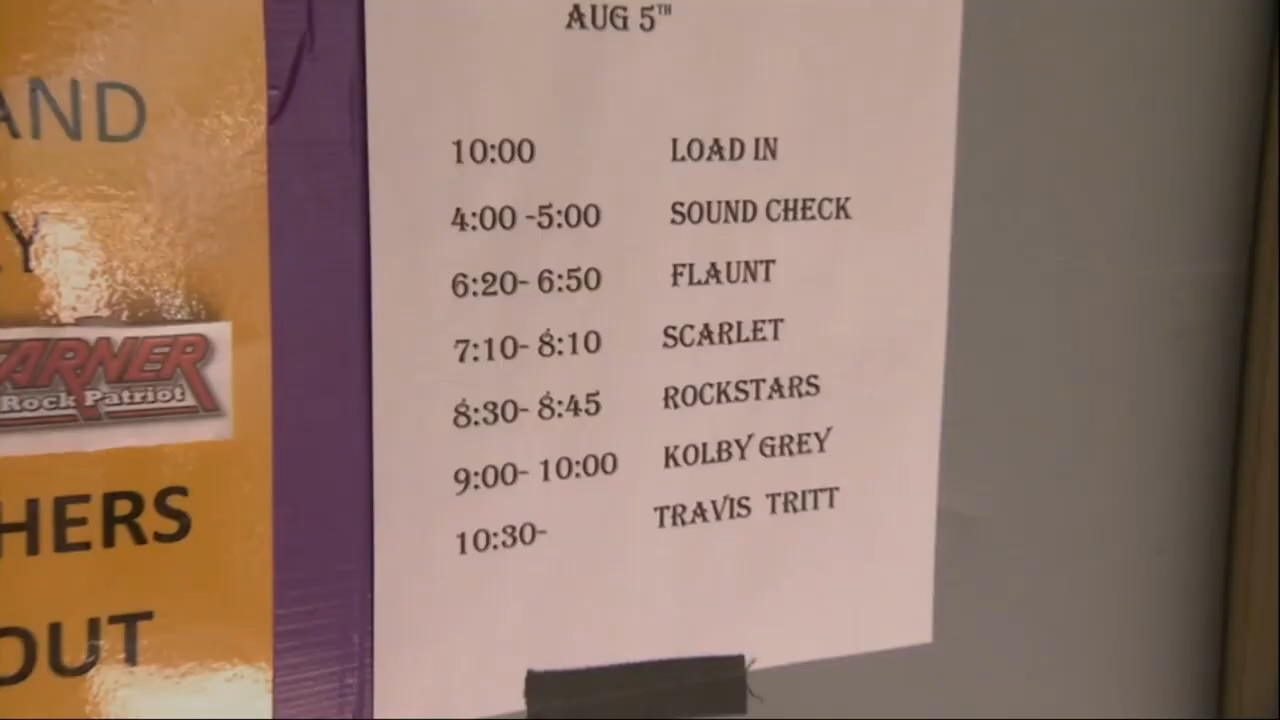 AUG 5TH
10:00 LOAD IN
4:00 -5:00 SOUND CHECK
6:20- 6:50 FLAUNT
7:10- 8:10 SCARLET
8:30- 8:45 ROCKSTARS
9:00- 10:00 KOLBY GREY
10:30- TRAVIS TRITT
AND
Y
ARNER
Rock Patriot
HERS
OUT